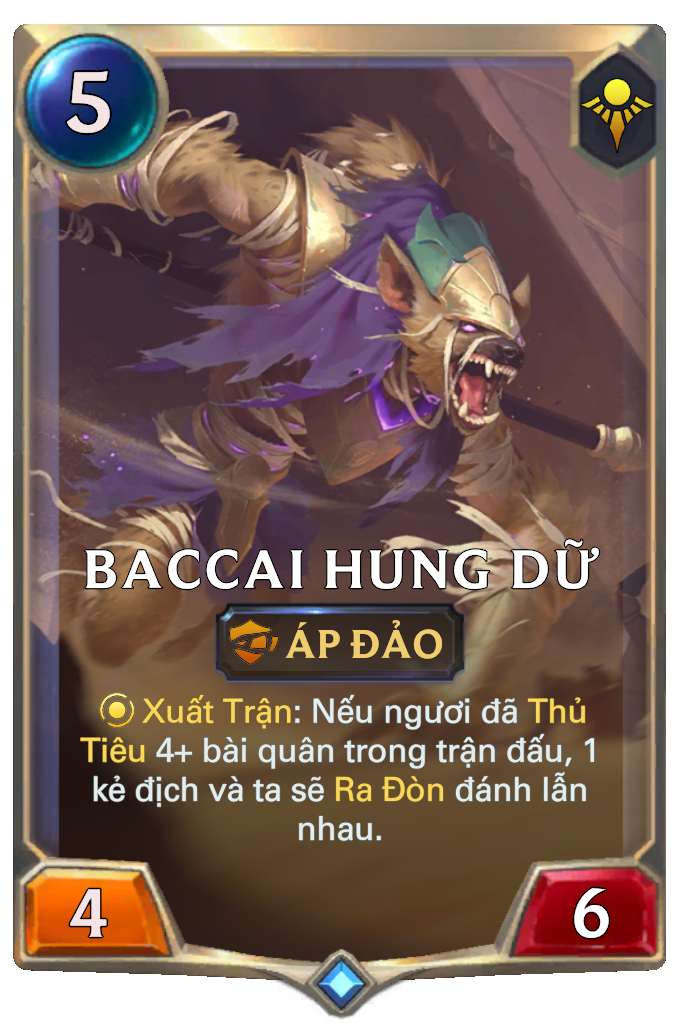 5
BACCAI HUNG DỮ
ÁP ĐẢO
Xuất Trận: Nếu ngươi đã Thủ
Tiêu 4+ bài quân trong trận đấu, 1
kẻ địch và ta sẽ Ra Đòn đánh lẫn
nhau.
4
6